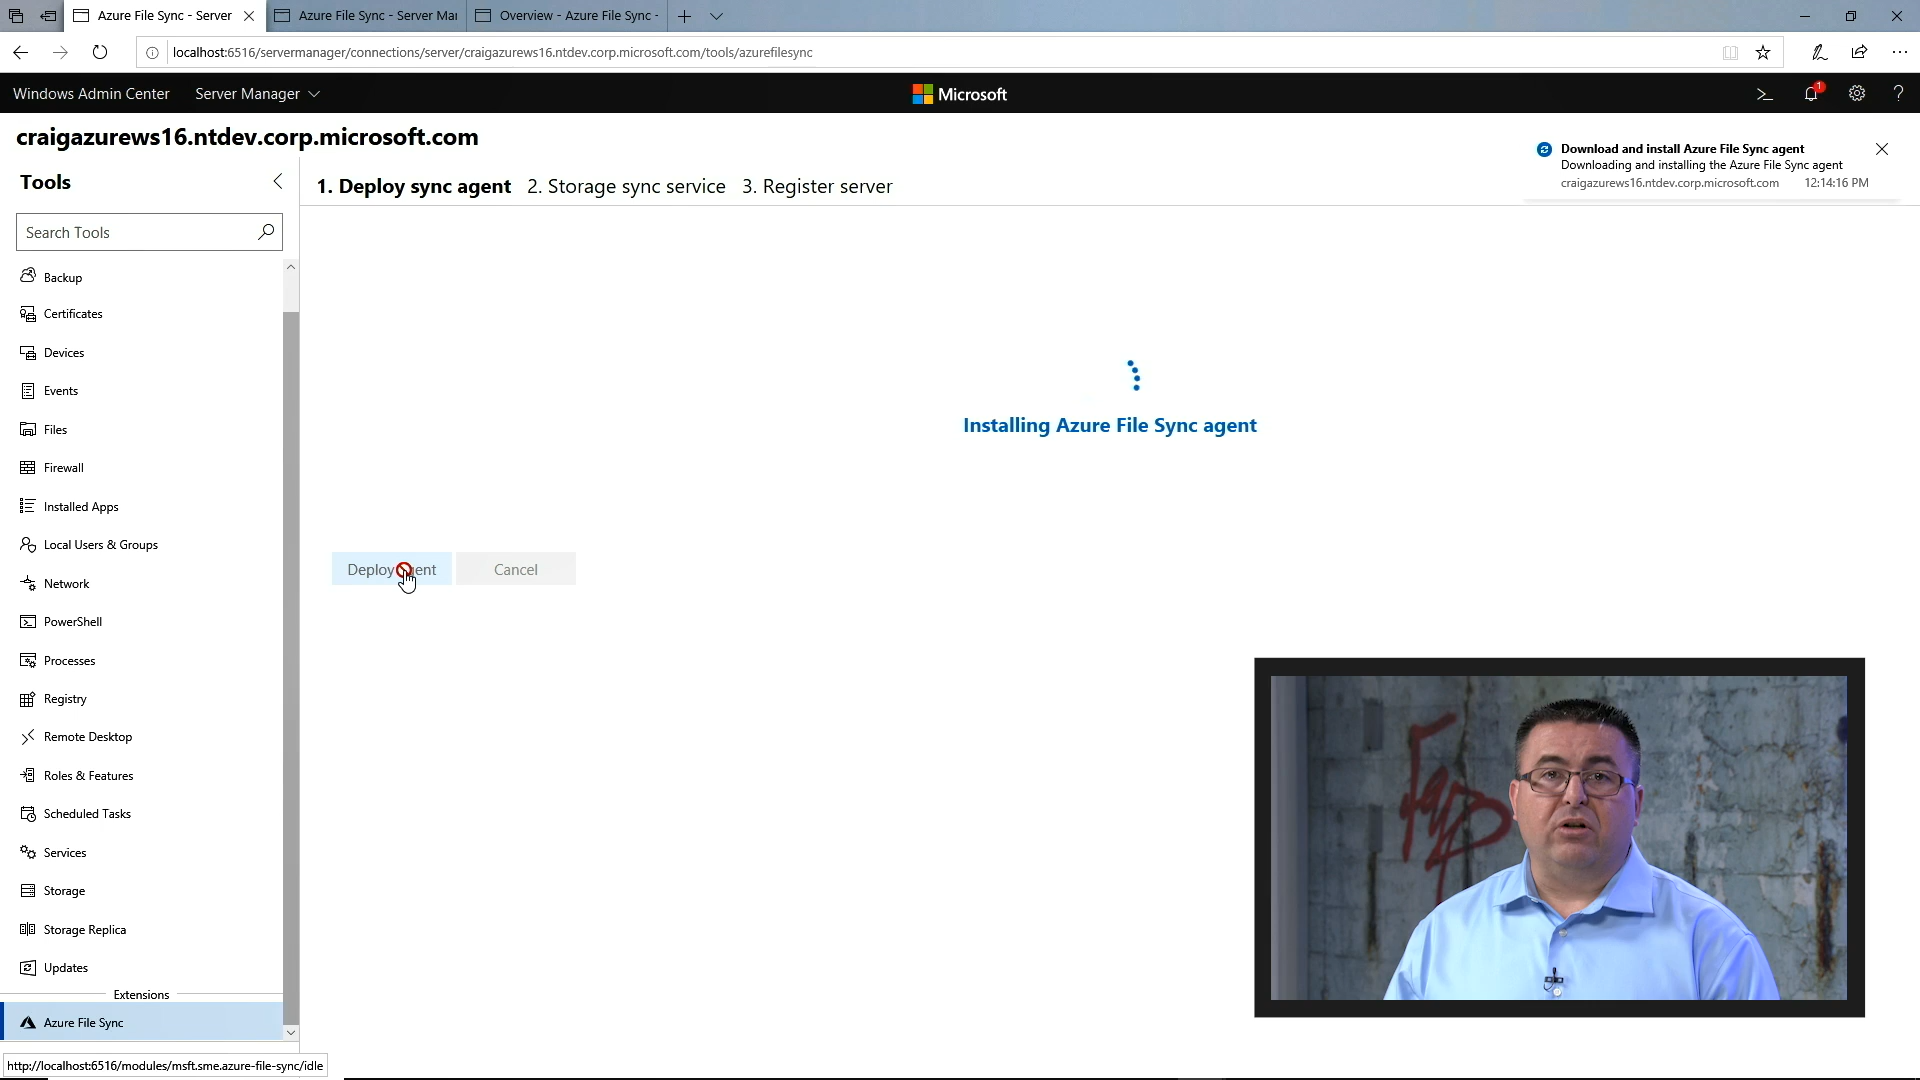 Azure File Sync - Server
Azure File Sync - Server Mar
Overview - Azure File Sync -
localhost:6516/servermanager/connections/server/craigazurews16.ntdev.corp.microsoft.com/tools/azurefilesync
Windows Admin Center
Server Manager
Microsoft
1
craigazurews16.ntdev.corp.microsoft.com
Download and install Azure File Sync agent
Downloading and installing the Azure File Sync agent
craigazurews16.ntdev.corp.microsoft.com 12:14:16 PM
Tools
1. Deploy sync agent 2. Storage sync service 3. Register server
Search Tools
Backup
Certificates
Devices
Events
Files
Firewall
Installed Apps
Local Users & Groups
Network
PowerShell
Processes
Registry
Remote Desktop
Roles & Features
Scheduled Tasks
Services
Storage
Storage Replica
Updates
Extensions
Azure File Sync
Installing Azure File Sync agent
Deploy
Cancel
http://localhost:6516/modules/msft.sme.azure-file-sync/idle